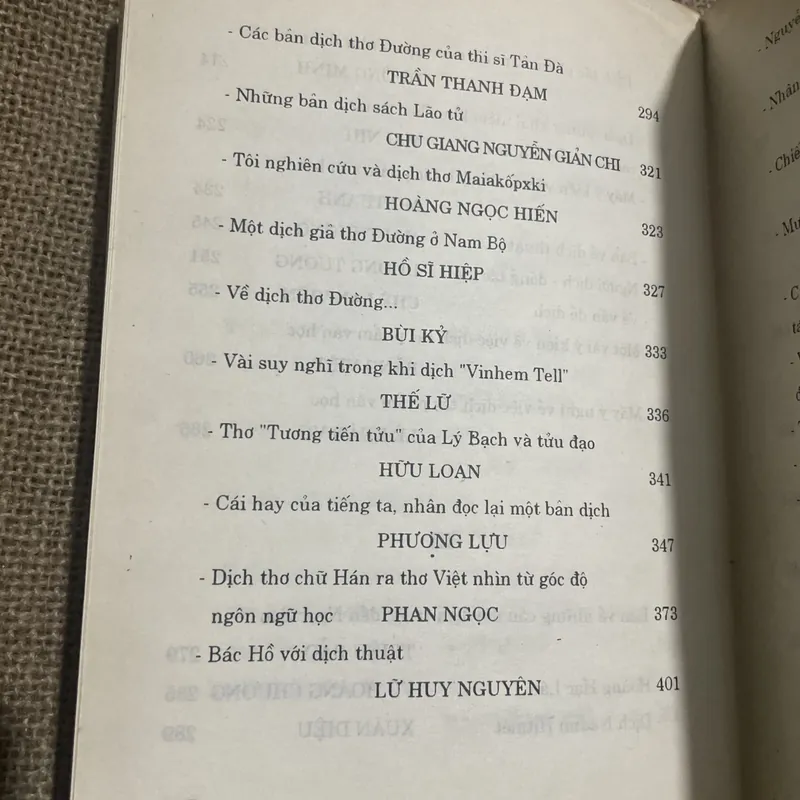 - Các bản dịch thơ Đường của thi sĩ Tản Đà
TRẦN THANH ĐẠM 294
- Những bản dịch sách Lão tử
CHU GIANG NGUYỄN GIẢN CHI 321
- Tôi nghiên cứu và dịch thơ Maiakốpxki
HOÀNG NGỌC HIẾN 323
- Một dịch giả thơ Đường ở Nam Bộ
HỒ SĨ HIỆP 327
- Về dịch thơ Đường...
BÙI KỶ 333
- Vài suy nghĩ trong khi dịch "Vinhem Tell"
THẾ LỮ 336
- Thơ "Tương tiến tửu" của Lý Bạch và tửu đạo
HỮU LOAN 341
- Cái hay của tiếng ta, nhân đọc lại một bản dịch
PHƯỢNG LỰU 347
- Dịch thơ chữ Hán ra thơ Việt nhìn từ góc độ
ngôn ngữ học PHAN NGỌC 373
- Bác Hồ với dịch thuật
LỮ HUY NGUYÊN 401